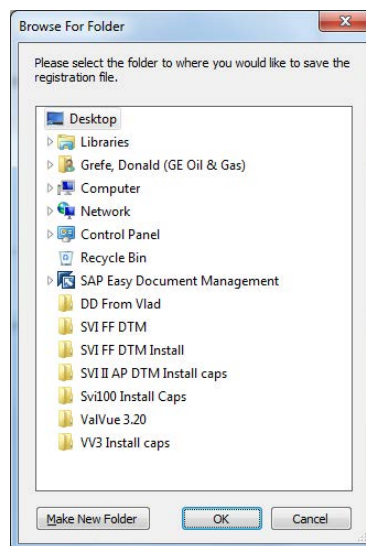 Browse For Folder
Please select the folder to where you would like to save the
registration file.
Desktop
Libraries
Grefe, Donald (GE Oil & Gas)
Computer
Network
Control Panel
Recycle Bin
SAP Easy Document Management
DD From Vlad
SVI FF DTM
SVI FF DTM Install
SVI II AP DTM Install caps
Svi100 Install Caps
ValVue 3.20
VV3 Install caps
Make New Folder
OK
Cancel